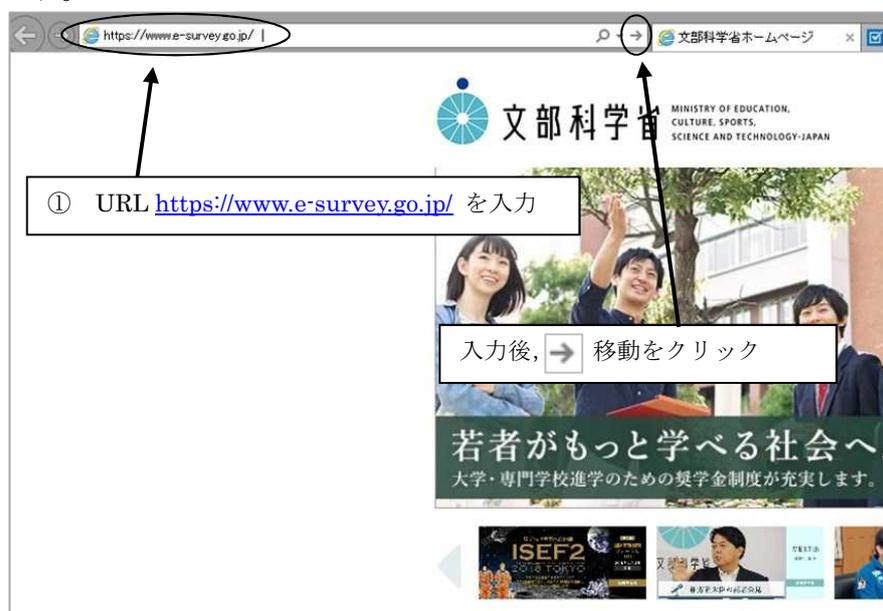 https://www.e-survey.go.jp/
文部科学省ホームページ
文部科学省
MINISTRY OF EDUCATION,
CULTURE, SPORTS,
SCIENCE AND TECHNOLOGY-JAPAN
① URL https://www.e-survey.go.jp/ を入力
入力後, → 移動をクリック
若者がもっと学べる社会へ
大学・専門学校進学のための奨学金制度が充実します。
ISEF2
2018 TOKYO